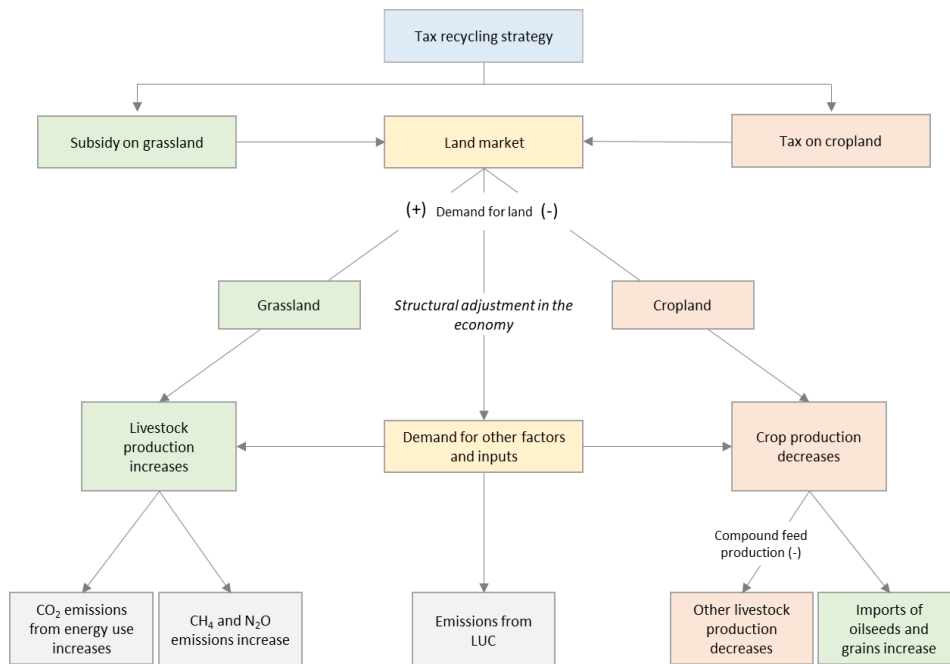 Tax recycling strategy
Subsidy on grassland
Land market
Tax on cropland
(+) Demand for land (-)
Grassland
Structural adjustment in the
economy
Cropland
Livestock
production
increases
Demand for other factors
and inputs
Crop production
decreases
Compound feed
production (-)
CO₂ emissions
from energy use
increases
CH₄ and N₂O
emissions increase
Emissions from
LUC
Other livestock
production
decreases
Imports of
oilseeds and
grains increase